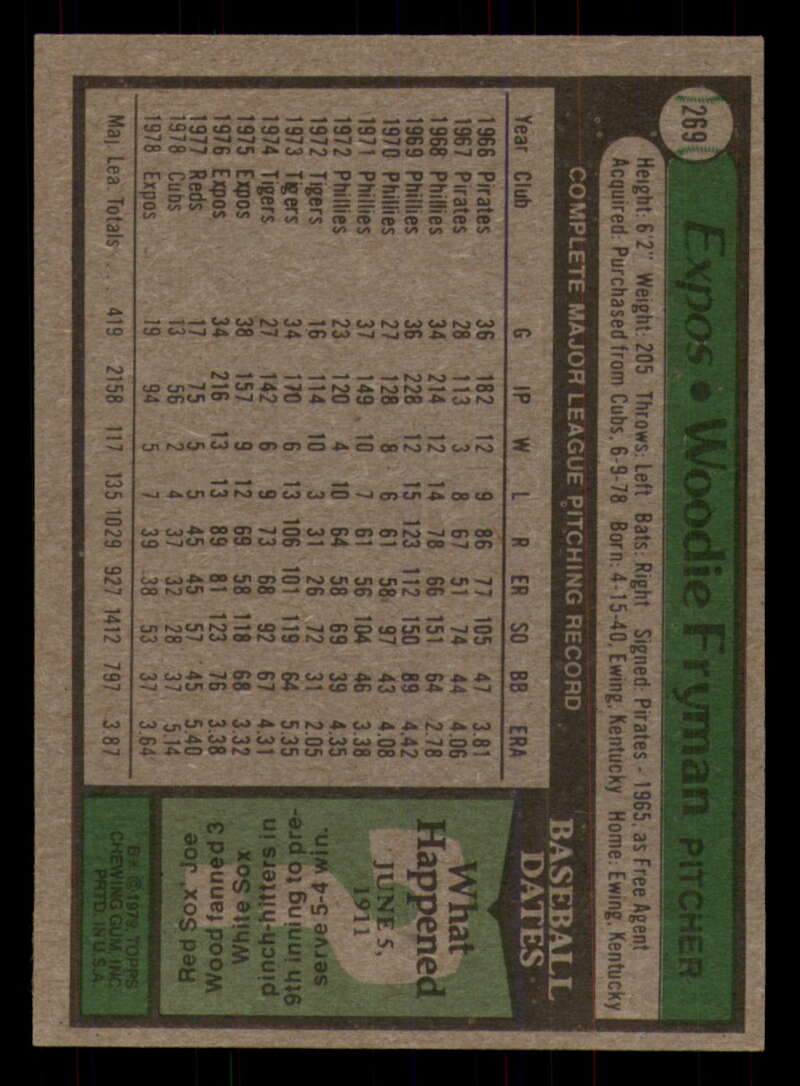 269
Expos • Woodie Fryman PITCHER
Height: 6'2" Weight: 205 Throws: Left Bats: Right Signed: Pirates - 1965, as Free Agent
Acquired: Purchased from Cubs, 6-9-78 Born: 4-15-40, Ewing, Kentucky Home: Ewing, Kentucky
COMPLETE MAJOR LEAGUE PITCHING RECORD
Year Club G IP W L R ER SO BB ERA
1966 Pirates 36 182 12 9 86 77 105 47 3.81
1967 Pirates 28 113 3 8 67 51 74 44 4.06
1968 Phillies 34 214 12 14 78 66 151 64 2.78
1969 Phillies 36 228 12 15 123 112 150 89 4.42
1970 Phillies 27 128 8 6 61 58 97 43 4.08
1971 Phillies 37 149 10 7 61 56 104 46 3.38
1972 Phillies 23 120 4 10 64 58 69 39 4.35
1972 Tigers 16 114 10 3 31 26 72 31 2.05
1973 Tigers 34 170 6 13 106 101 119 64 5.35
1974 Tigers 27 142 6 9 73 68 92 67 4.31
1975 Expos 38 157 9 12 69 58 118 68 3.32
1976 Expos 34 216 13 13 89 81 123 76 3.38
1977 Reds 17 75 5 5 45 45 57 45 5.40
1978 Cubs 13 56 2 4 37 32 28 37 5.14
1978 Expos 19 94 5 7 39 38 53 37 3.64
Maj. Lea. Totals . . . 419 2158 117 135 1029 927 1412 797 3.87
BASEBALL
DATES
What
Happened
JUNE 5,
1911
Red Sox' Joe
Wood fanned 3
White Sox
pinch-hitters in
9th inning to pre-
serve 5-4 win.
B* © 1979 TOPPS
CHEWING GUM, INC.
PRTD. IN U.S.A.